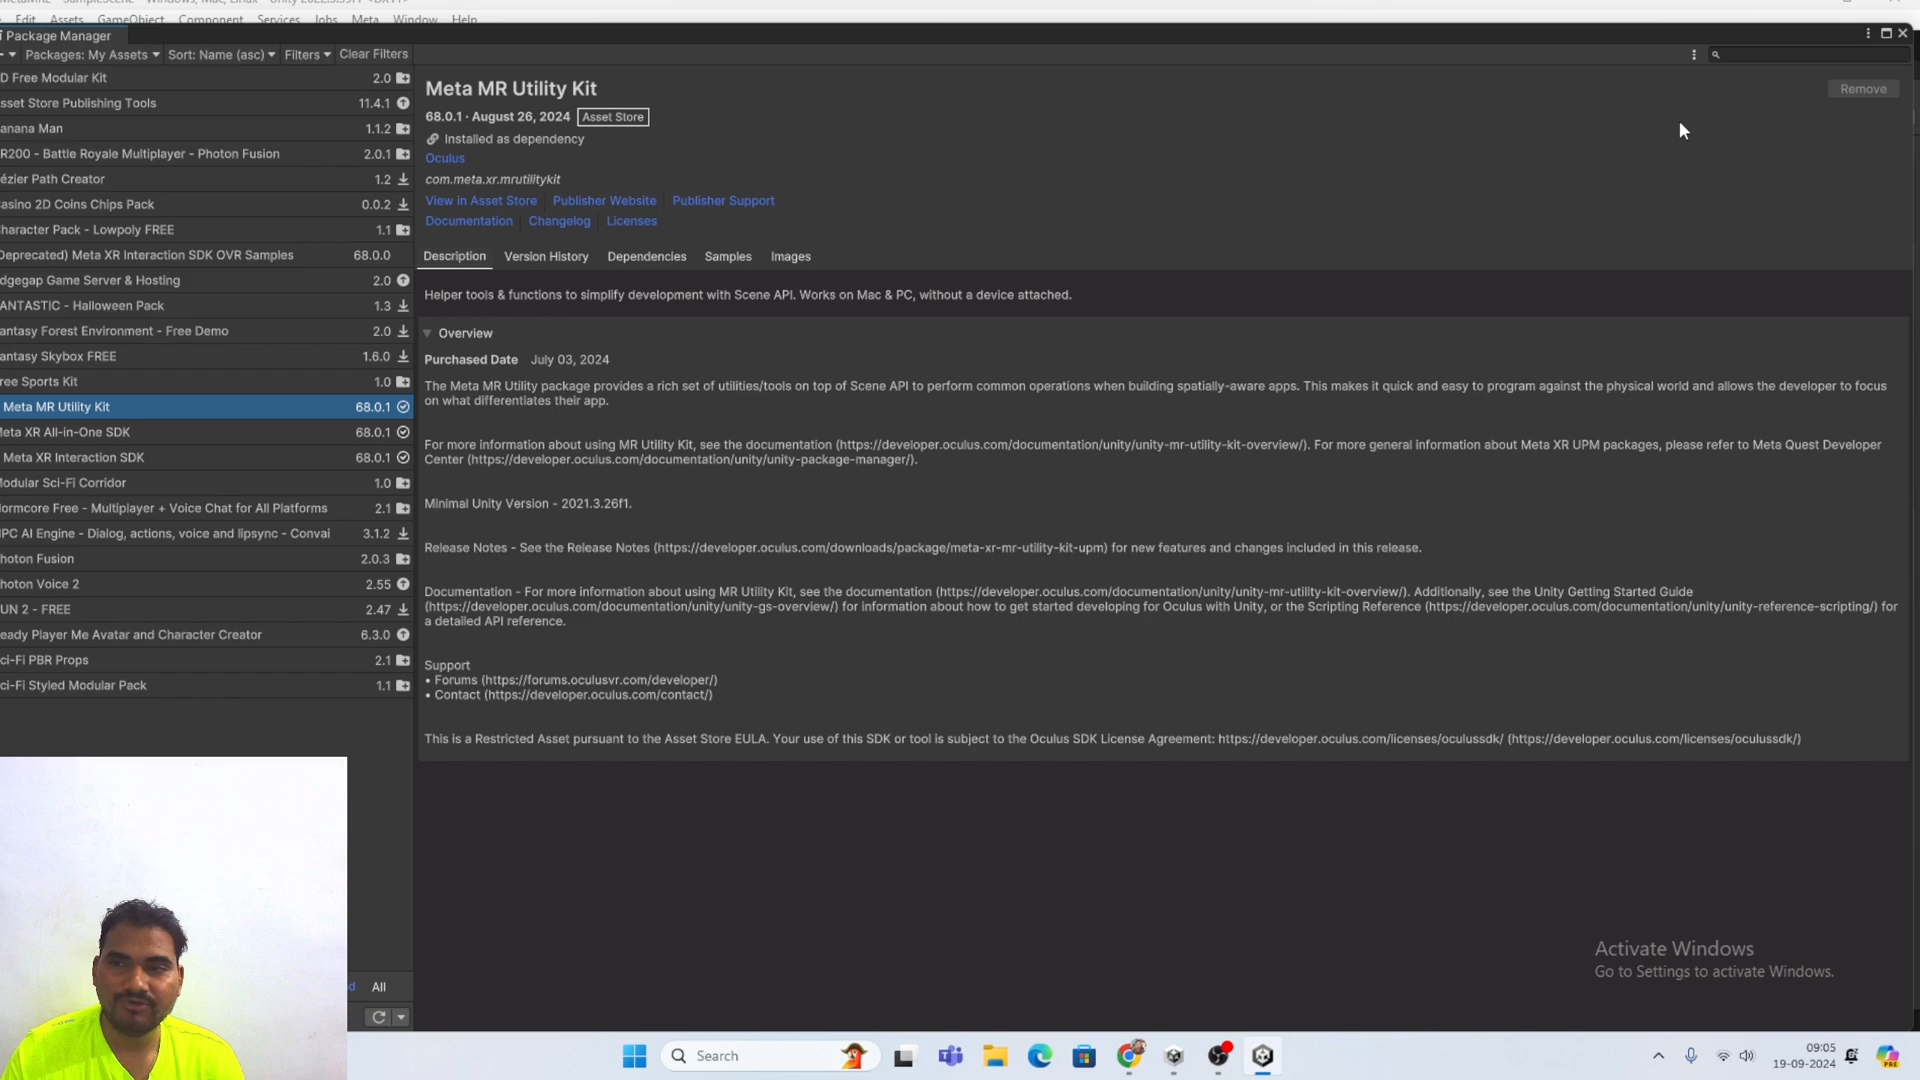 Edit Assets GameObject Component Services Jobs Meta Window Help
Package Manager
Packages: My Assets Sort: Name (asc) Filters Clear Filters
D Free Modular Kit 2.0
sset Store Publishing Tools 11.4.1
anana Man 1.1.2
R200 - Battle Royale Multiplayer - Photon Fusion 2.0.1
ézier Path Creator 1.2
asino 2D Coins Chips Pack 0.0.2
haracter Pack - Lowpoly FREE 1.1
Deprecated) Meta XR Interaction SDK OVR Samples 68.0.0
dgegap Game Server & Hosting 2.0
ANTASTIC - Halloween Pack 1.3
antasy Forest Environment - Free Demo 2.0
antasy Skybox FREE 1.6.0
ree Sports Kit 1.0
Meta MR Utility Kit 68.0.1
eta XR All-in-One SDK 68.0.1
Meta XR Interaction SDK 68.0.1
odular Sci-Fi Corridor 1.0
ormcore Free - Multiplayer + Voice Chat for All Platforms 2.1
PC AI Engine - Dialog, actions, voice and lipsync - Convai 3.1.2
hoton Fusion 2.0.3
hoton Voice 2 2.55
UN 2 - FREE 2.47
eady Player Me Avatar and Character Creator 6.3.0
ci-Fi PBR Props 2.1
ci-Fi Styled Modular Pack 1.1
d All
Meta MR Utility Kit
Remove
68.0.1 · August 26, 2024 Asset Store
Installed as dependency
Oculus
com.meta.xr.mrutilitykit
View in Asset Store Publisher Website Publisher Support
Documentation Changelog Licenses
Description Version History Dependencies Samples Images
Helper tools & functions to simplify development with Scene API. Works on Mac & PC, without a device attached.
Overview
Purchased Date July 03, 2024
The Meta MR Utility package provides a rich set of utilities/tools on top of Scene API to perform common operations when building spatially-aware apps. This makes it quick and easy to program against the physical world and allows the developer to focus
on what differentiates their app.
For more information about using MR Utility Kit, see the documentation (https://developer.oculus.com/documentation/unity/unity-mr-utility-kit-overview/). For more general information about Meta XR UPM packages, please refer to Meta Quest Developer
Center (https://developer.oculus.com/documentation/unity/unity-package-manager/).
Minimal Unity Version - 2021.3.26f1.
Release Notes - See the Release Notes (https://developer.oculus.com/downloads/package/meta-xr-mr-utility-kit-upm) for new features and changes included in this release.
Documentation - For more information about using MR Utility Kit, see the documentation (https://developer.oculus.com/documentation/unity/unity-mr-utility-kit-overview/). Additionally, see the Unity Getting Started Guide
(https://developer.oculus.com/documentation/unity/unity-gs-overview/) for information about how to get started developing for Oculus with Unity, or the Scripting Reference (https://developer.oculus.com/documentation/unity/unity-reference-scripting/) for
a detailed API reference.
Support
• Forums (https://forums.oculusvr.com/developer/)
• Contact (https://developer.oculus.com/contact/)
This is a Restricted Asset pursuant to the Asset Store EULA. Your use of this SDK or tool is subject to the Oculus SDK License Agreement: https://developer.oculus.com/licenses/oculussdk/ (https://developer.oculus.com/licenses/oculussdk/)
Activate Windows
Go to Settings to activate Windows.
Search
09:05
19-09-2024
PRE